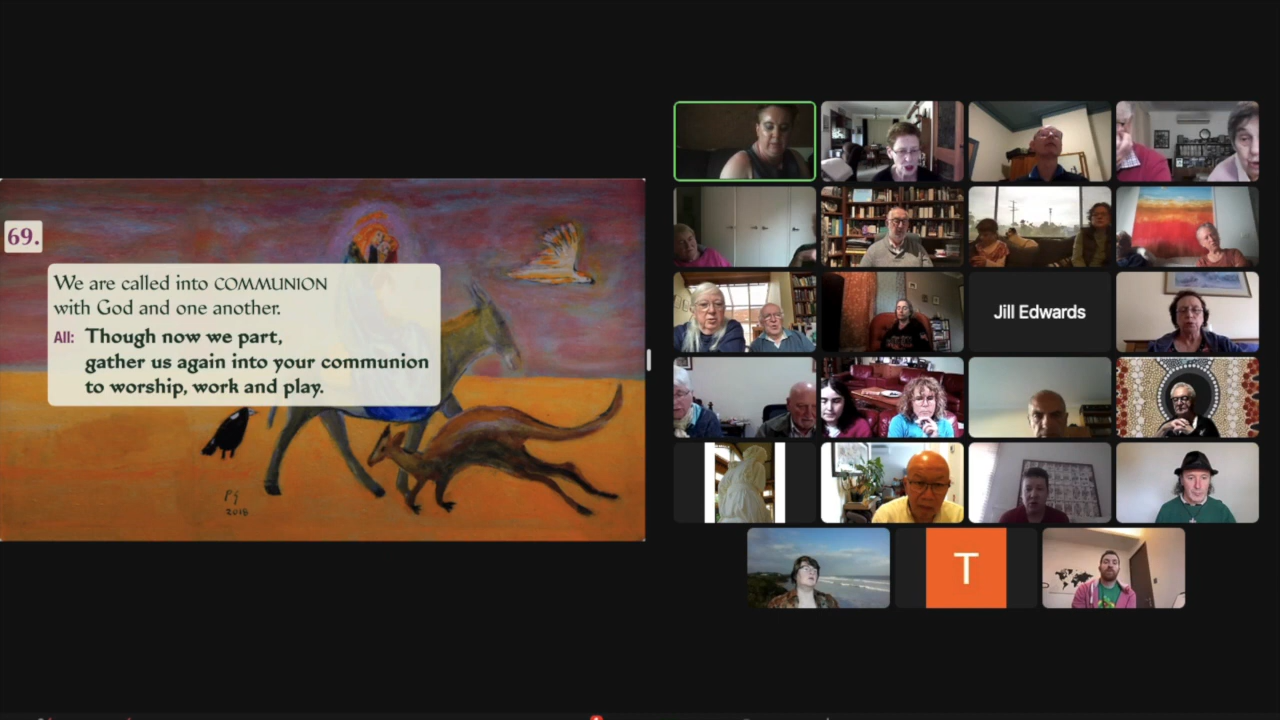 69.
We are called into COMMUNION
with God and one another.
All: Though now we part,
gather us again into your communion
to worship, work and play.
PS
2018
Jill Edwards
T